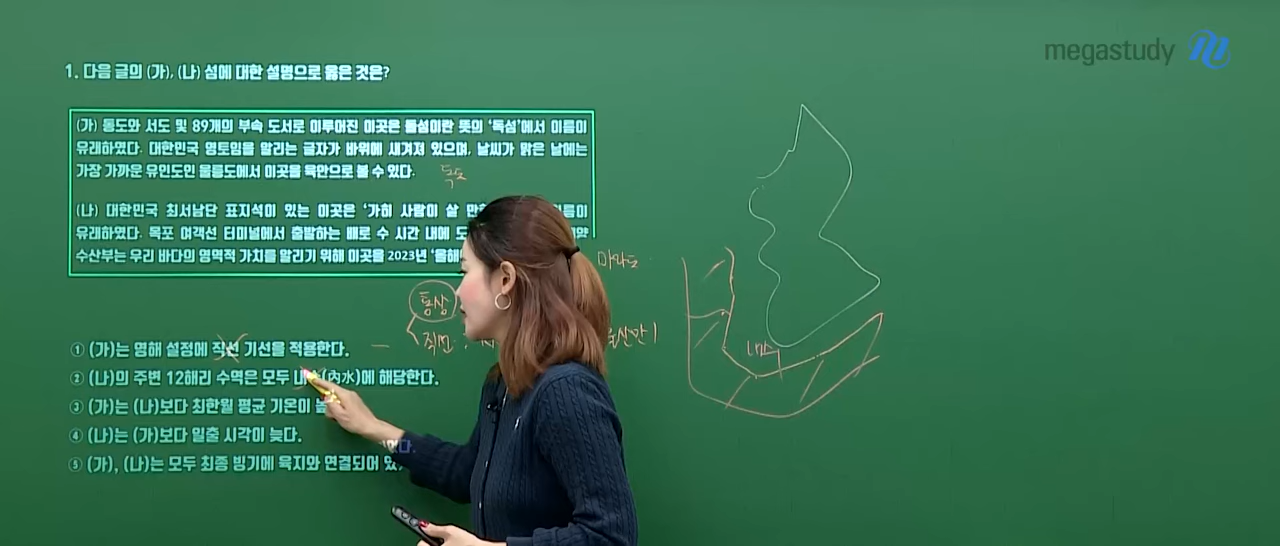 megastudy
1. 다음 글의 (가), (나) 섬에 대한 설명으로 옳은 것은?
(가) 동도와 서도 및 89개의 부속 도서로 이루어진 이곳은 돌섬이란 뜻의 '독섬'에서 이름이
유래하였다. 대한민국 영토임을 알리는 글자가 바위에 새겨져 있으며, 날씨가 맑은 날에는
가장 가까운 유인도인 울릉도에서 이곳을 육안으로 볼 수 있다.
독도
(나) 대한민국 최서남단 표지석이 있는 이곳은 '가히 사람이 살 만
유래하였다. 목포 여객선 터미널에서 출발하는 배로 수 시간 내에
수산부는 우리 바다의 영역적 가치를 알리기 위해 이곳을 2023년 '올해
마라도
통상
직선 :
울산만
① (가)는 영해 설정에 직선 기선을 적용한다.
② (나)의 주변 12해리 수역은 모두 (內水)에 해당한다.
③ (가)는 (나)보다 최한월 평균 기온이
④ (나)는 (가)보다 일출 시각이 늦다.
⑤ (가), (나)는 모두 최종 빙기에 육지와 연결되어